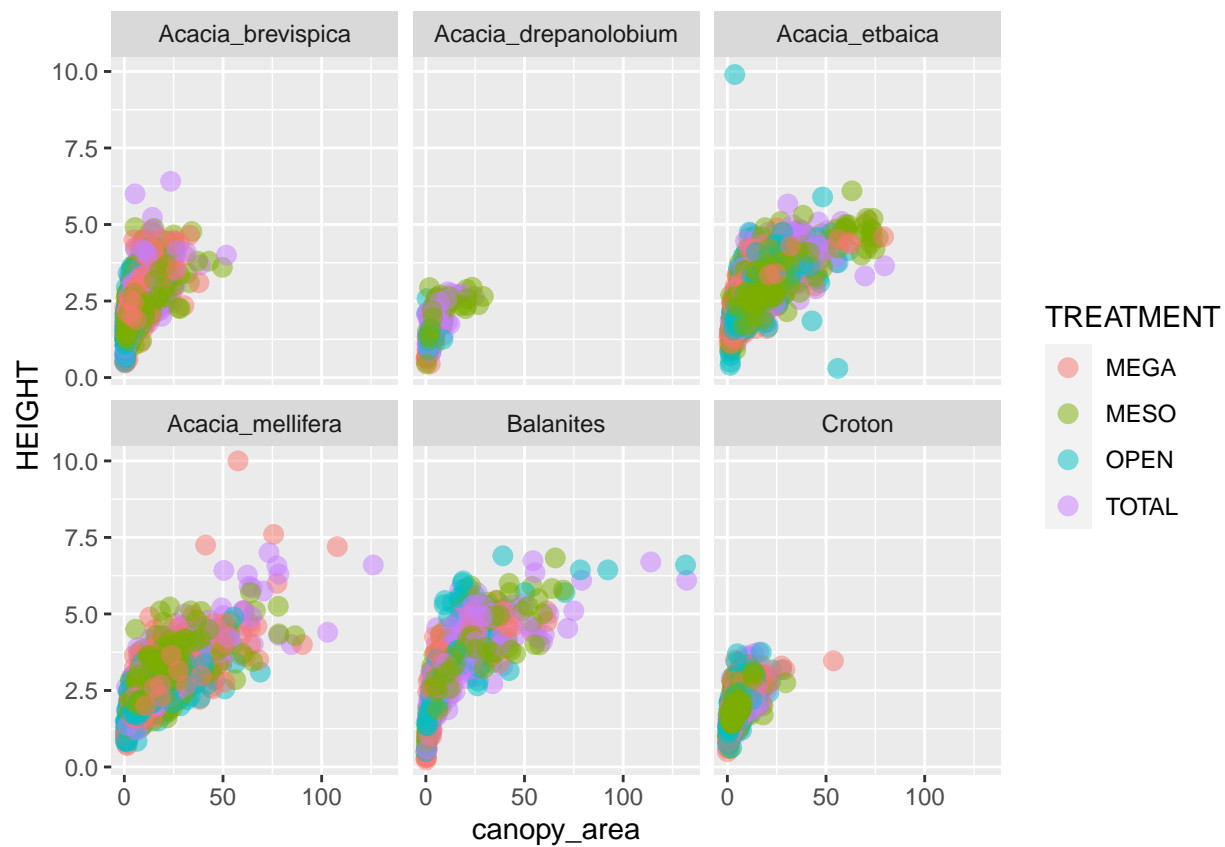 Acacia_brevispica
Acacia_drepanolobium
Acacia_etbaica
10.0
7.5
5.0
2.5
0.0
Acacia_mellifera
Balanites
Croton
10.0
7.5
5.0
2.5
0.0
0 50 100
0 50 100
0 50 100
HEIGHT
canopy_area
TREATMENT
MEGA
MESO
OPEN
TOTAL